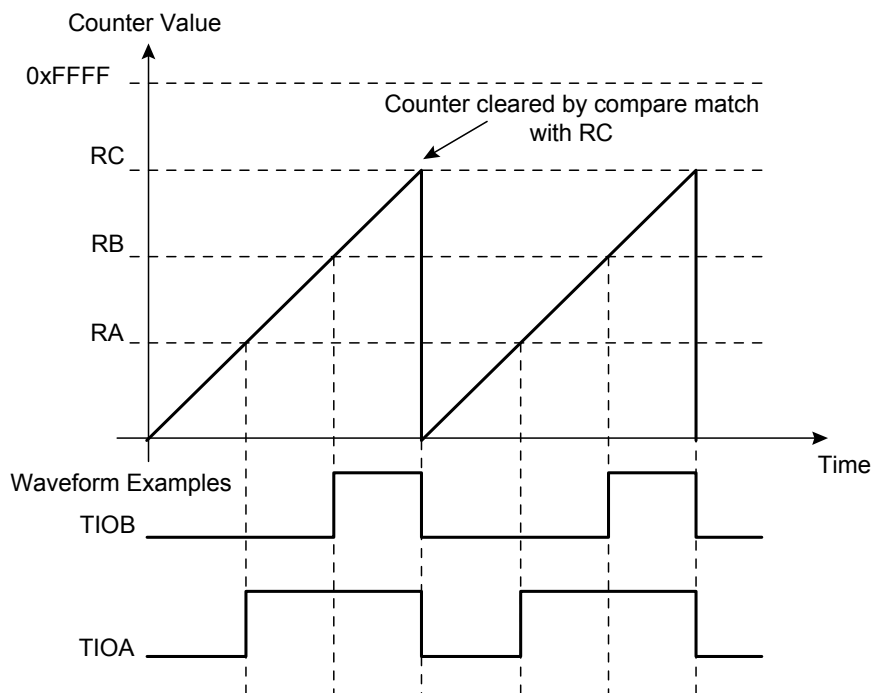 Counter Value
0xFFFF
Counter cleared by compare match
with RC
RC
RB
RA
Time
Waveform Examples
TIOB
TIOA